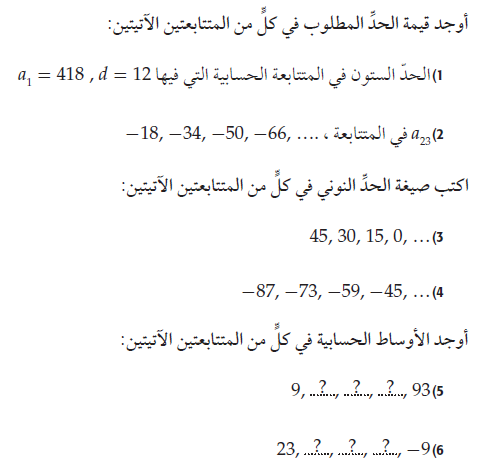 أوجد قيمة الحدِّ المطلوب في كلٍّ من المتتابعتين الآتيتين:
1) الحدّ الستون في المتتابعة الحسابية التي فيها a₁ = 418 , d = 12
2) a₂₃ في المتتابعة ، .... ,−18, −34, −50, −66
اكتب صيغة الحدِّ النوني في كلٍّ من المتتابعتين الآتيتين:
3) 45, 30, 15, 0, …
4) −87, −73, −59, −45, …
أوجد الأوساط الحسابية في كلٍّ من المتتابعتين الآتيتين:
5) 9, ...?..., ...?..., ...?..., 93
6) 23, ...?..., ...?..., ...?..., −9